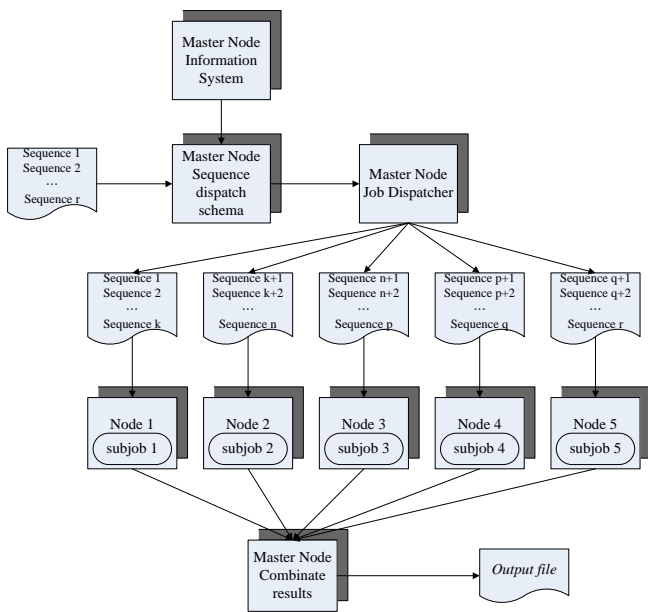 Master Node
Information
System
Sequence 1
Sequence 2
...
Sequence r
Master Node
Sequence
dispatch
schema
Master Node
Job Dispatcher
Sequence 1
Sequence 2
...
Sequence k
Sequence k+1
Sequence k+2
...
Sequence n
Sequence n+1
Sequence n+2
...
Sequence p
Sequence p+1
Sequence p+2
...
Sequence q
Sequence q+1
Sequence q+2
...
Sequence r
Node 1
subjob 1
Node 2
subjob 2
Node 3
subjob 3
Node 4
subjob 4
Node 5
subjob 5
Master Node
Combinate
results
Output file